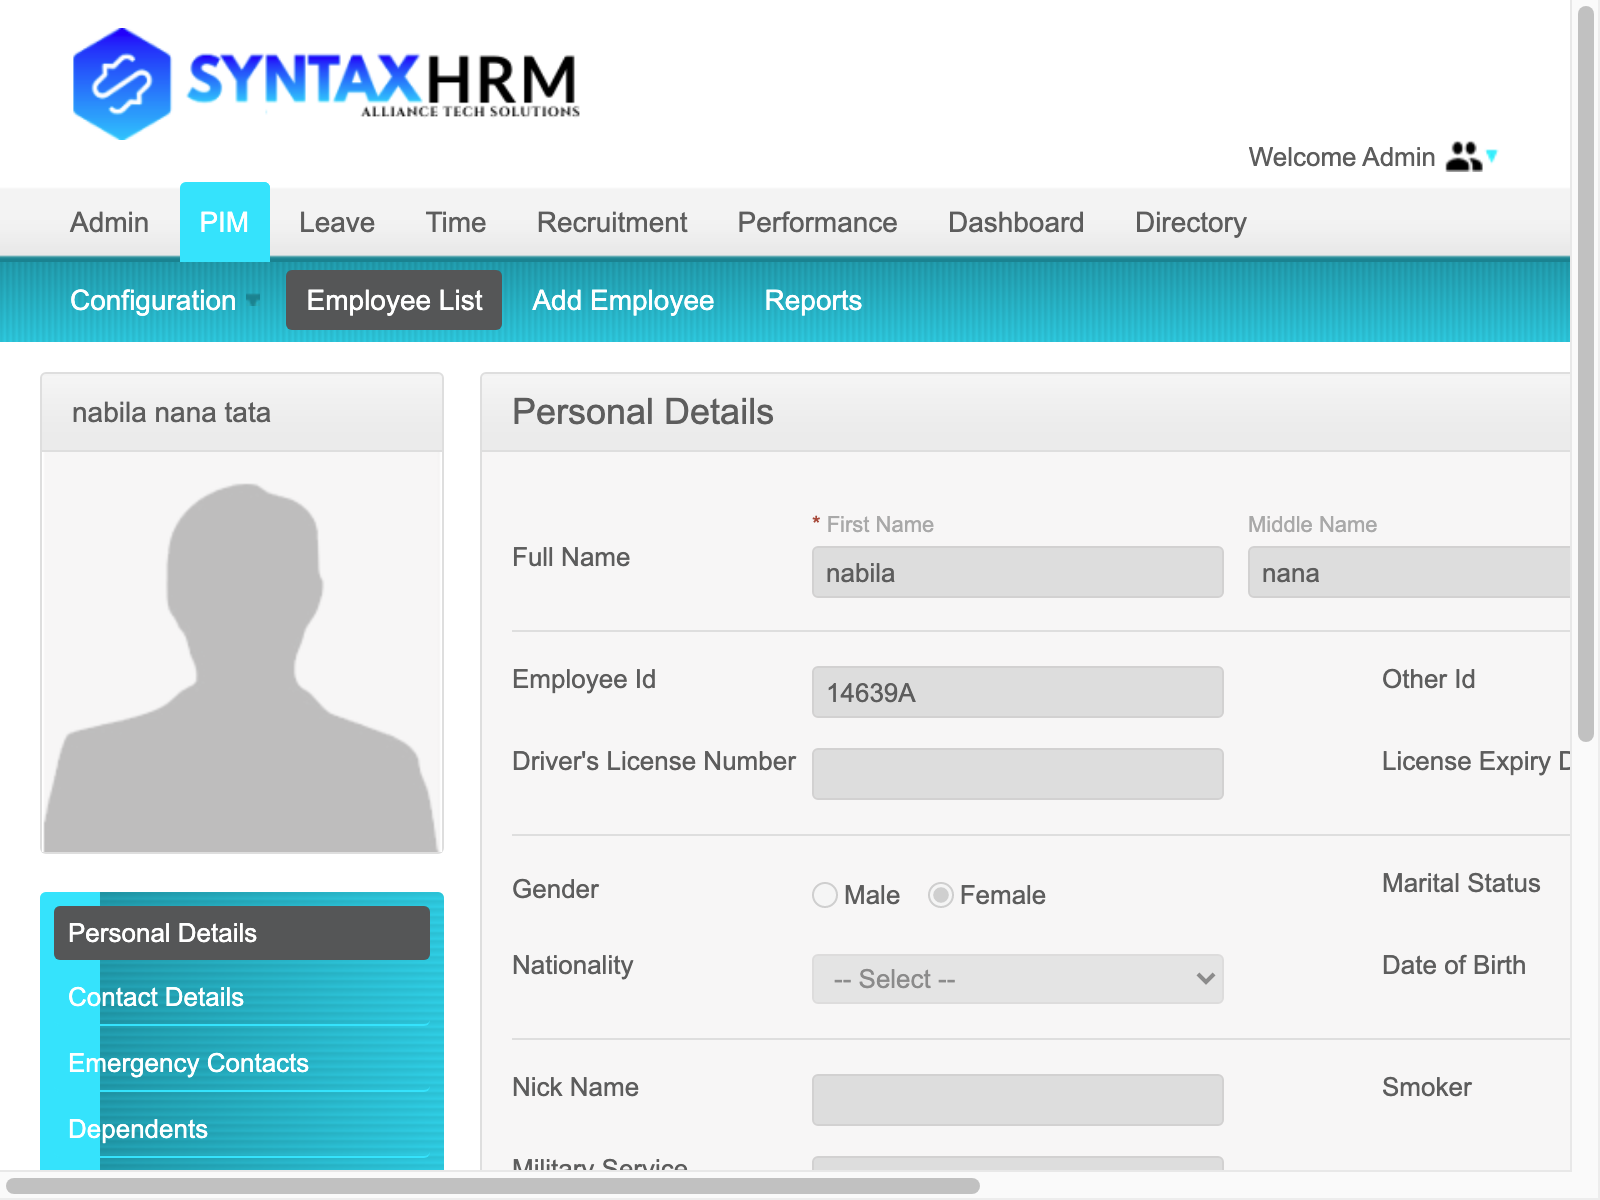 SYNTAXHRM
ALLIANCE TECH SOLUTIONS
Welcome Admin
Admin PIM Leave Time Recruitment Performance Dashboard Directory
Configuration Employee List Add Employee Reports
nabila nana tata
Personal Details
* First Name Middle Name
Full Name nabila nana
Employee Id 14639A Other Id
Driver's License Number License Expiry D
Gender Male Female Marital Status
Nationality -- Select -- Date of Birth
Nick Name Smoker
Military Service
Personal Details
Contact Details
Emergency Contacts
Dependents